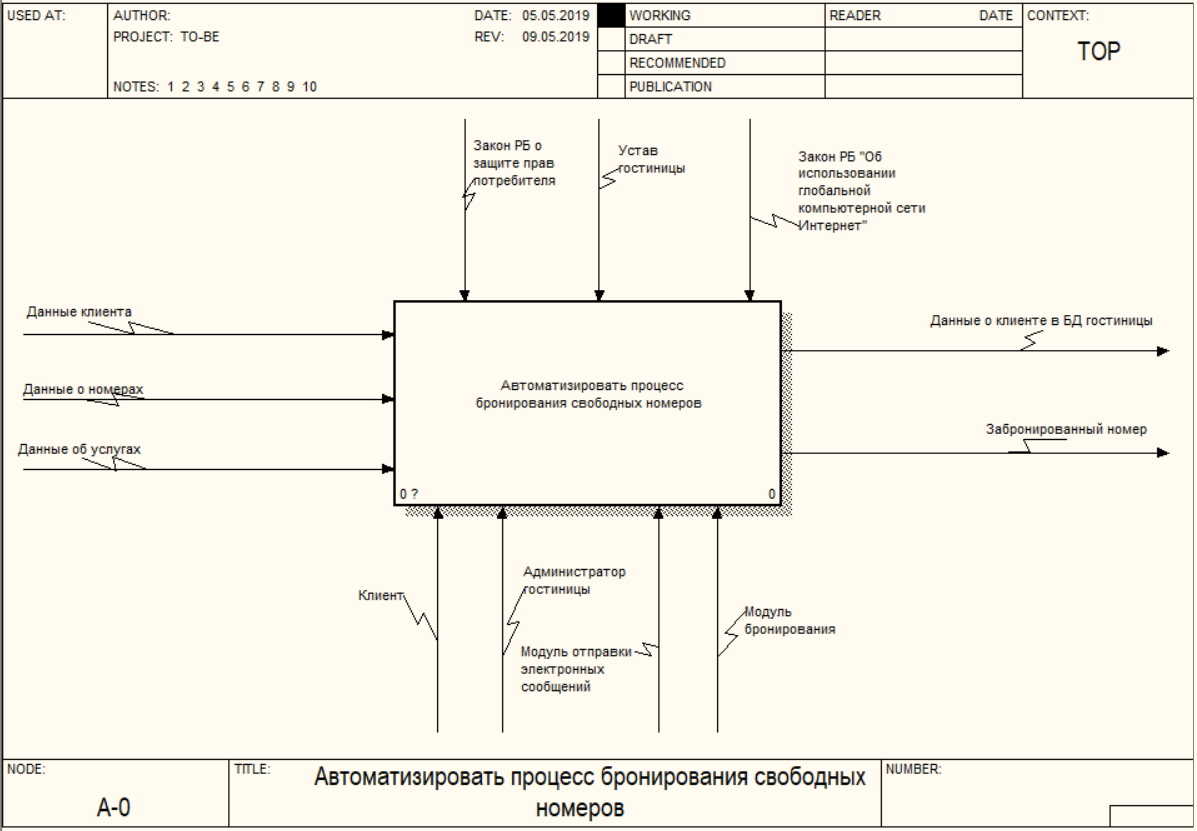 USED AT:
AUTHOR:
DATE: 05.05.2019
WORKING
READER
DATE
CONTEXT:
PROJECT: TO-BE
REV: 09.05.2019
DRAFT
TOP
RECOMMENDED
NOTES: 1 2 3 4 5 6 7 8 9 10
PUBLICATION
Закон РБ о
защите прав
потребителя
Устав
гостиницы
Закон РБ "Об
использовании
глобальной
компьютерной сети
Интернет"
Данные клиента
Данные о номерах
Данные об услугах
Автоматизировать процесс
бронирования свободных номеров
0 ?
0
Данные о клиенте в БД гостиницы
Забронированный номер
Клиент
Администратор
гостиницы
Модуль отправки
электронных
сообщений
Модуль
бронирования
NODE:
A-0
TITLE:
Автоматизировать процесс бронирования свободных
номеров
NUMBER: